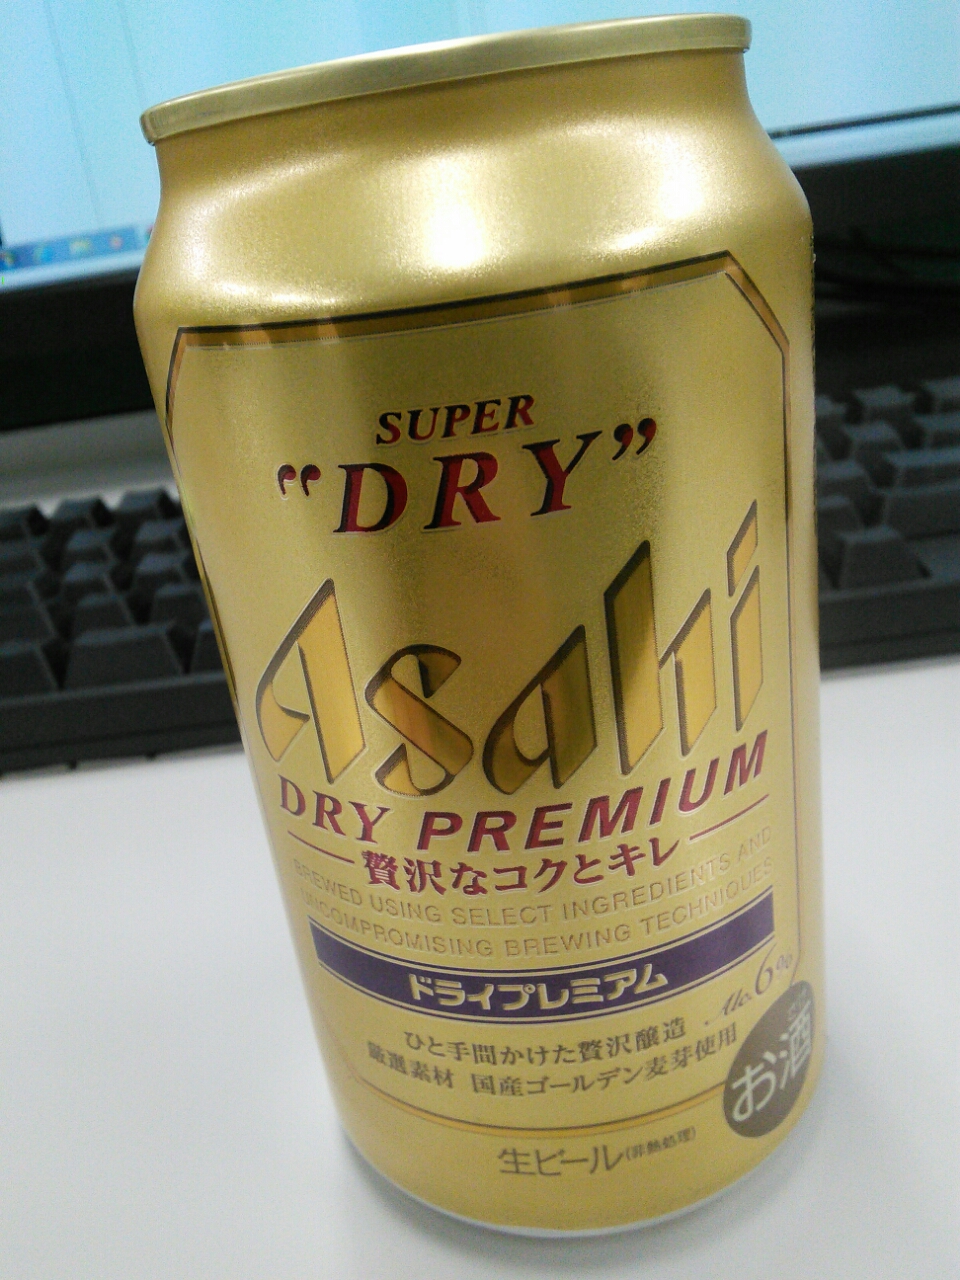 SUPER
"DRY"
Asahi
DRY PREMIUM
贅沢なコクとキレ
BREWED USING SELECT INGREDIENTS AND
UNCOMPROMISING BREWING TECHNIQUES
ドライプレミアム
Alc.6%
ひと手間かけた贅沢醸造
厳選素材 国産ゴールデン麦芽使用
お酒
生ビール(非熱処理)